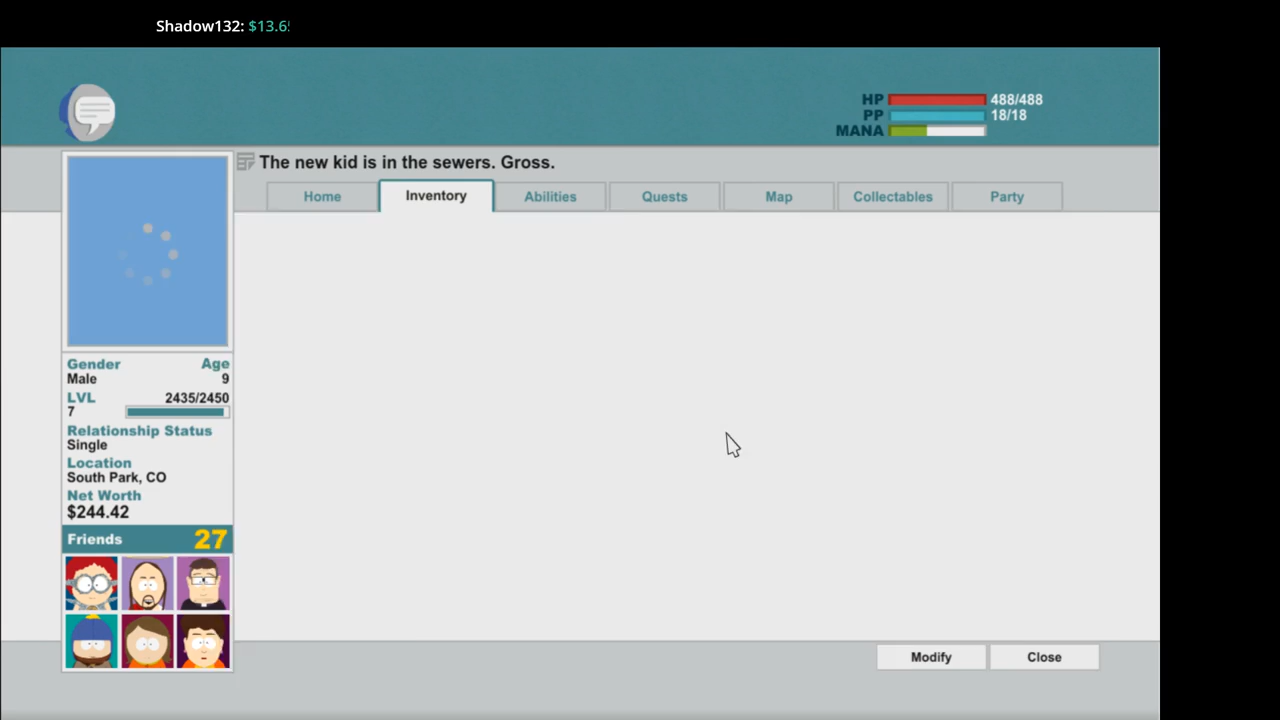 Shadow132: $13.6
HP 488/488
PP 18/18
MANA
The new kid is in the sewers. Gross.
Home Inventory Abilities Quests Map Collectables Party
Gender Age
Male 9
LVL 2435/2450
7
Relationship Status
Single
Location
South Park, CO
Net Worth
$244.42
Friends 27
Modify Close